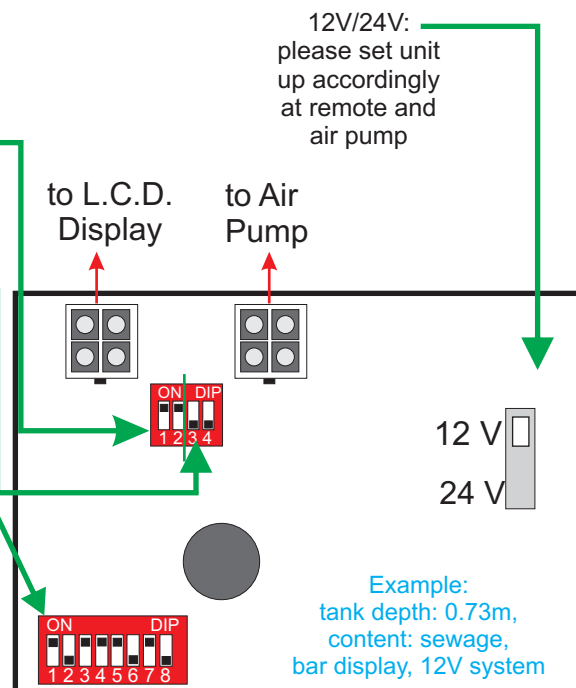 12V/24V:
please set unit
up accordingly
at remote and
air pump
to L.C.D.
Display
to Air
Pump
ON DIP
1 2 3 4
12 V
24 V
Example:
tank depth: 0.73m,
content: sewage,
bar display, 12V system
ON DIP
1 2 3 4 5 6 7 8